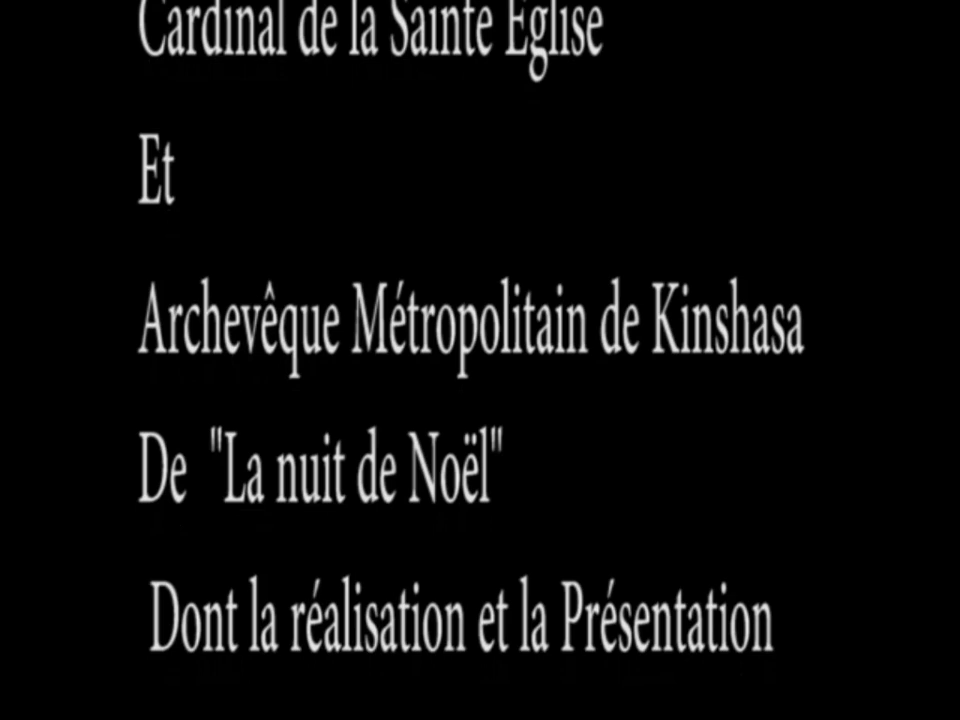 Cardinal de la Sainte Eglise
Et
Archevêque Métropolitain de Kinshasa
De "La nuit de Noël"
Dont la réalisation et la Présentation